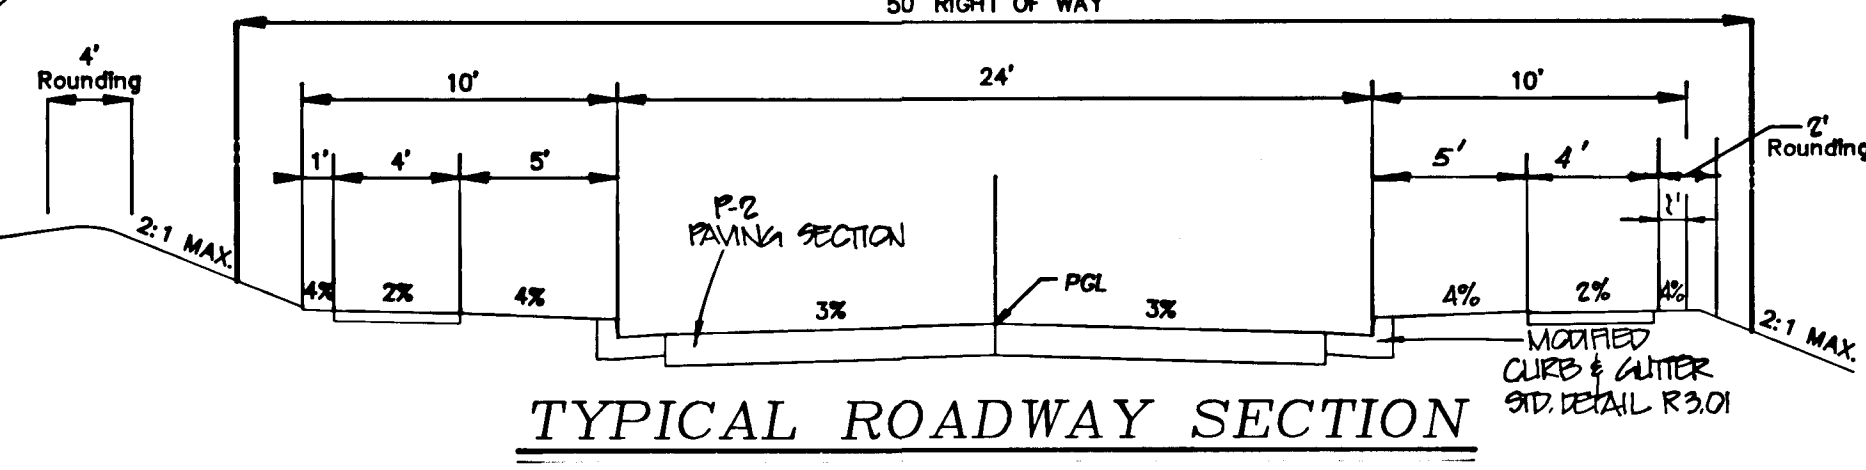 50' RIGHT OF WAY
4'
Rounding
10'
24'
10'
2'
Rounding
1'
4'
5'
5'
4'
1'
P-2
PAVING SECTION
2:1 MAX.
PGL
4%
2%
4%
3%
3%
4%
2%
4%
2:1 MAX.
MODIFIED
CURB & GUTTER
STD. DETAIL R3.01
TYPICAL ROADWAY SECTION